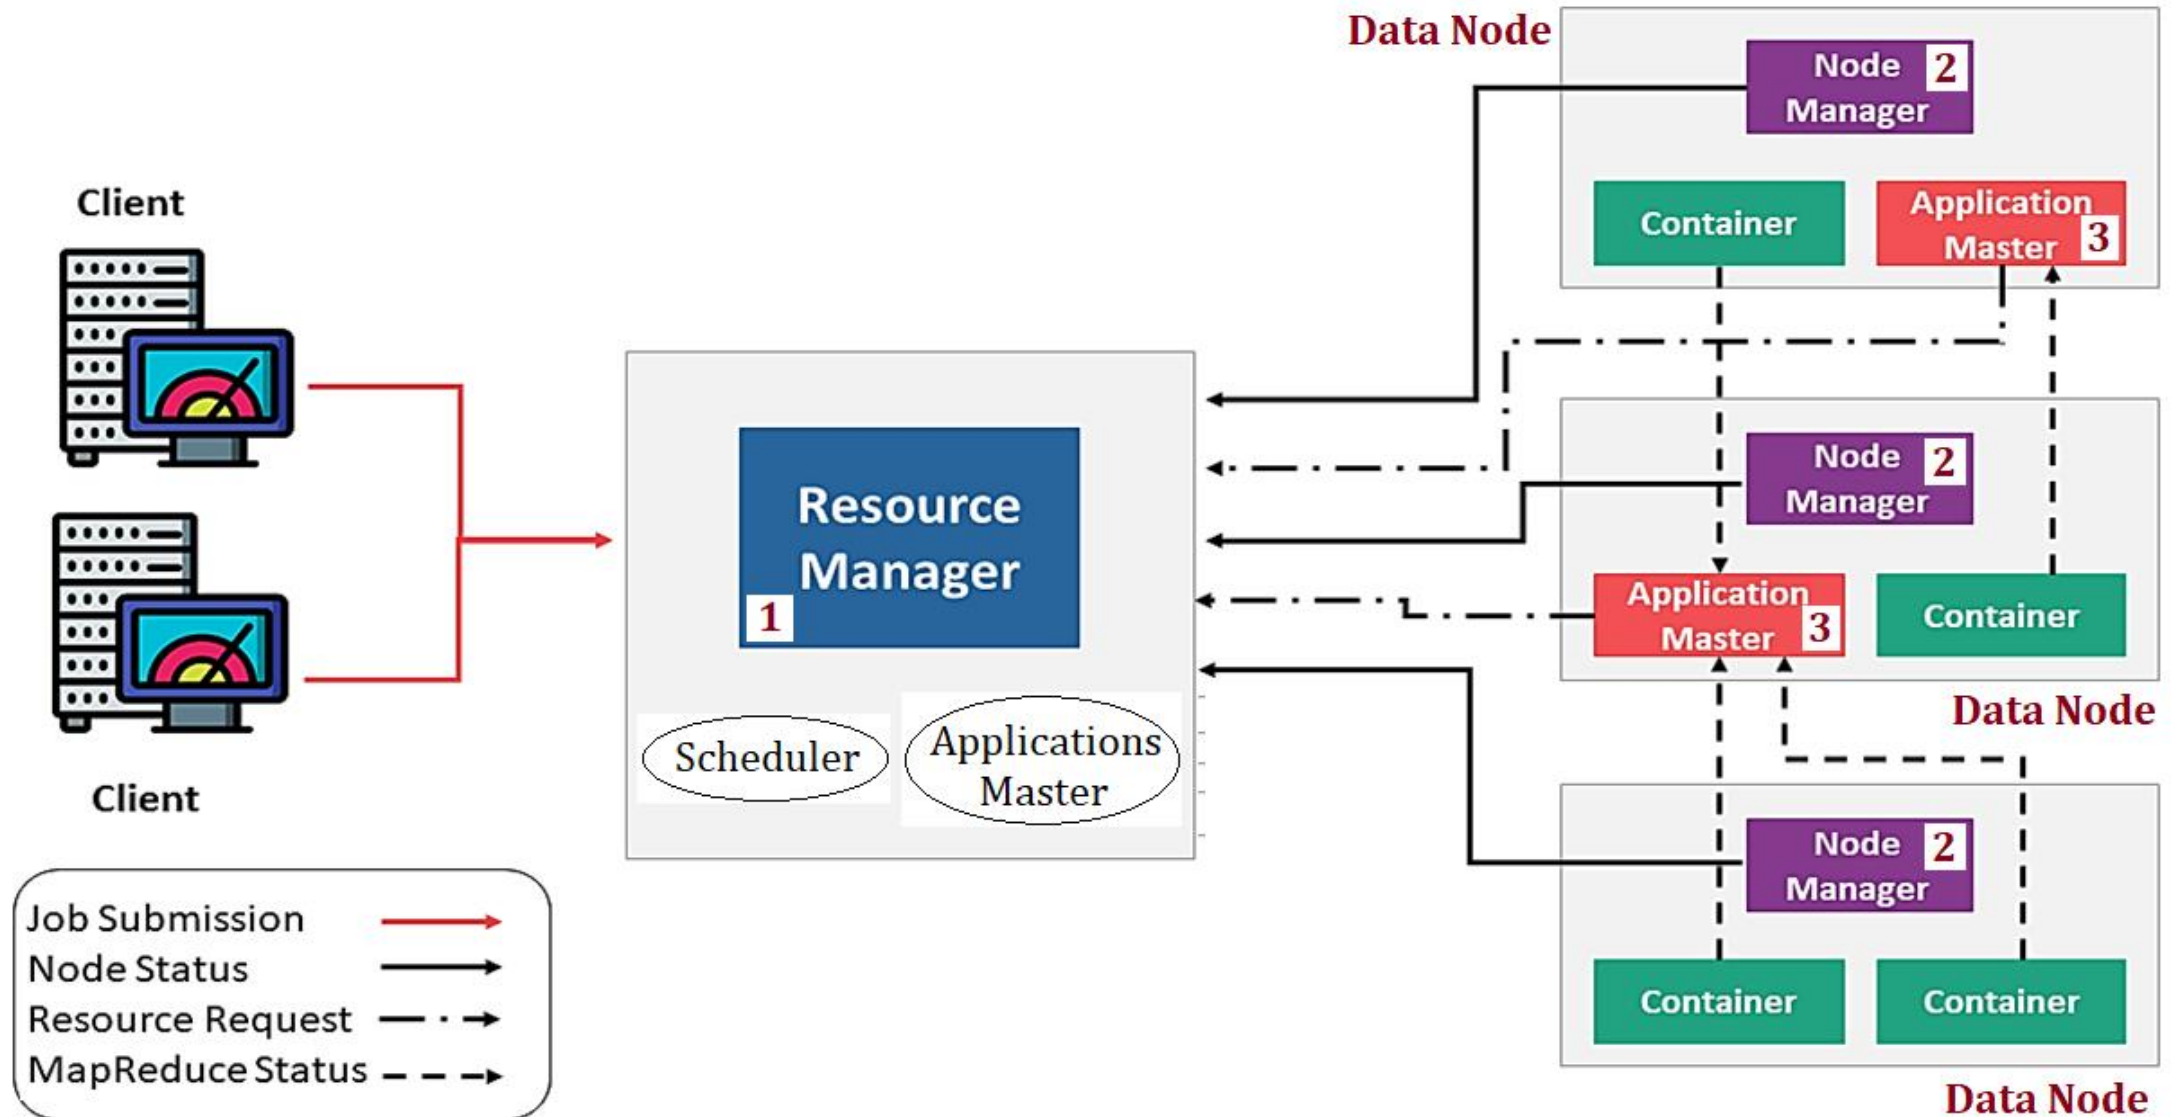 Client
Client
Job Submission
Node Status
Resource Request
MapReduce Status
Resource
Manager
1
Scheduler
Applications
Master
Data Node
Node 2
Manager
Container
Application
Master 3
Node 2
Manager
Application
Master 3
Container
Data Node
Node 2
Manager
Container
Container
Data Node